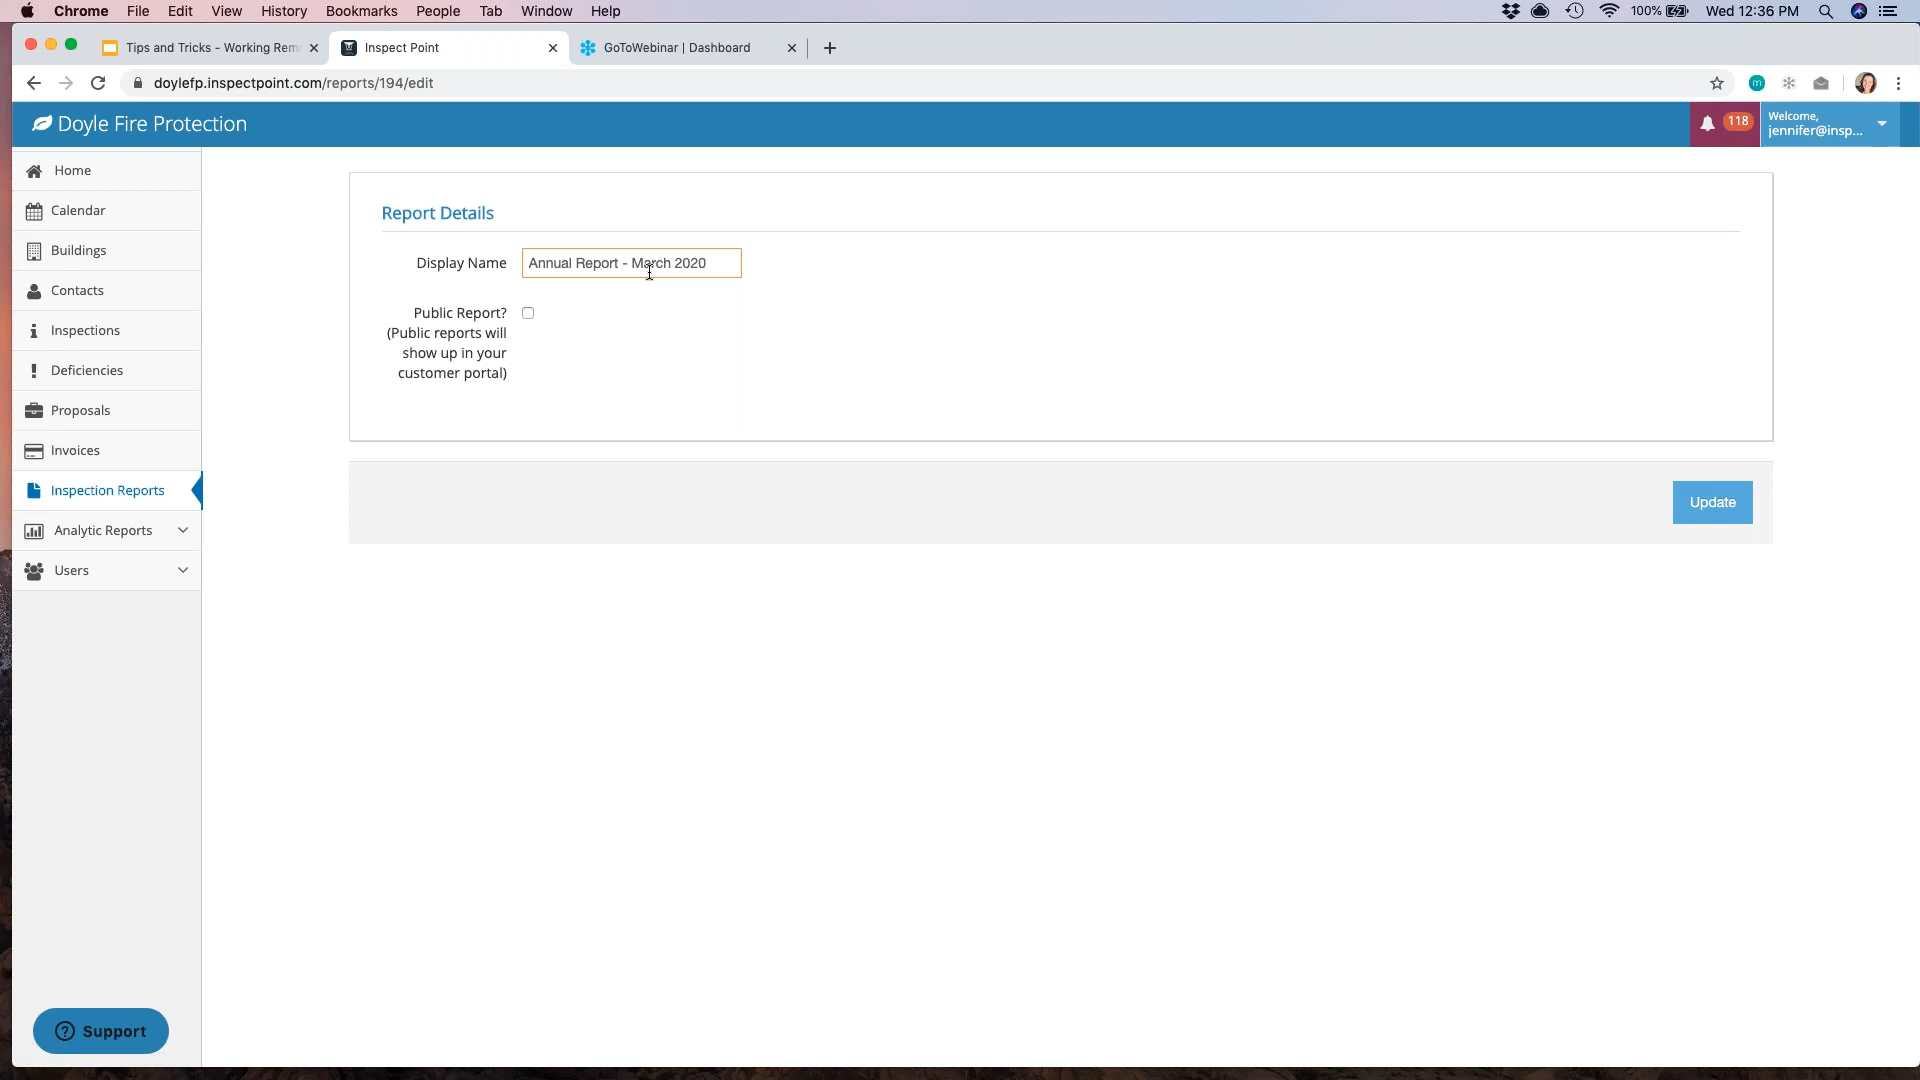 Chrome File Edit View History Bookmarks People Tab Window Help 100% Wed 12:36 PM
Tips and Tricks - Working Rem
Inspect Point
GoToWebinar | Dashboard
doylefp.inspectpoint.com/reports/194/edit
m
Doyle Fire Protection
118
Welcome,
jennifer@insp...
Home
Calendar
Buildings
Contacts
Inspections
Deficiencies
Proposals
Invoices
Inspection Reports
Analytic Reports
Users
Report Details
Display Name Annual Report - March 2020
Public Report?
(Public reports will
show up in your
customer portal)
Update
Support